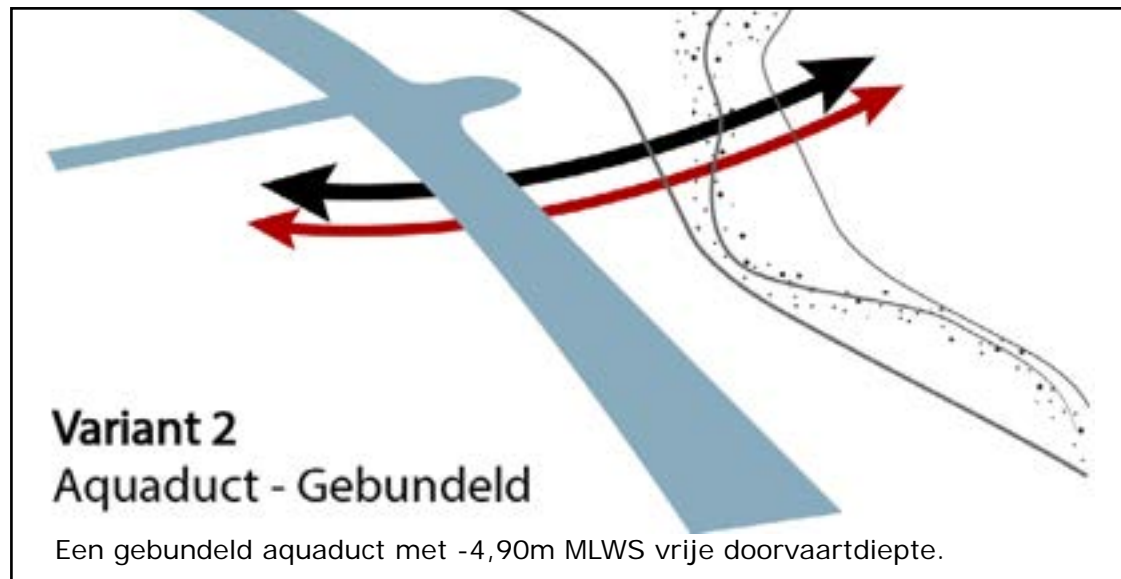 Variant 2
Aquaduct - Gebundeld
Een gebundeld aquaduct met -4,90m MLWS vrije doorvaartdiepte.